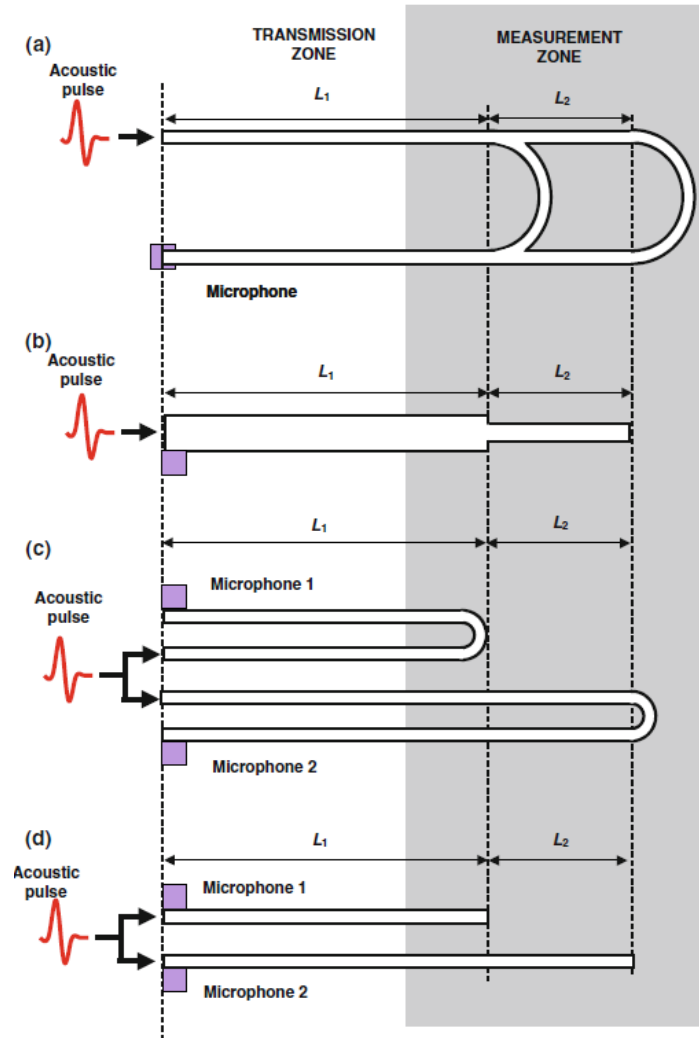 (a)
TRANSMISSION
ZONE
MEASUREMENT
ZONE
Acoustic
pulse
L1
L2
Microphone
(b)
Acoustic
pulse
L1
L2
(c)
L1
L2
Microphone 1
Acoustic
pulse
Microphone 2
(d)
L1
L2
Acoustic
pulse
Microphone 1
Microphone 2